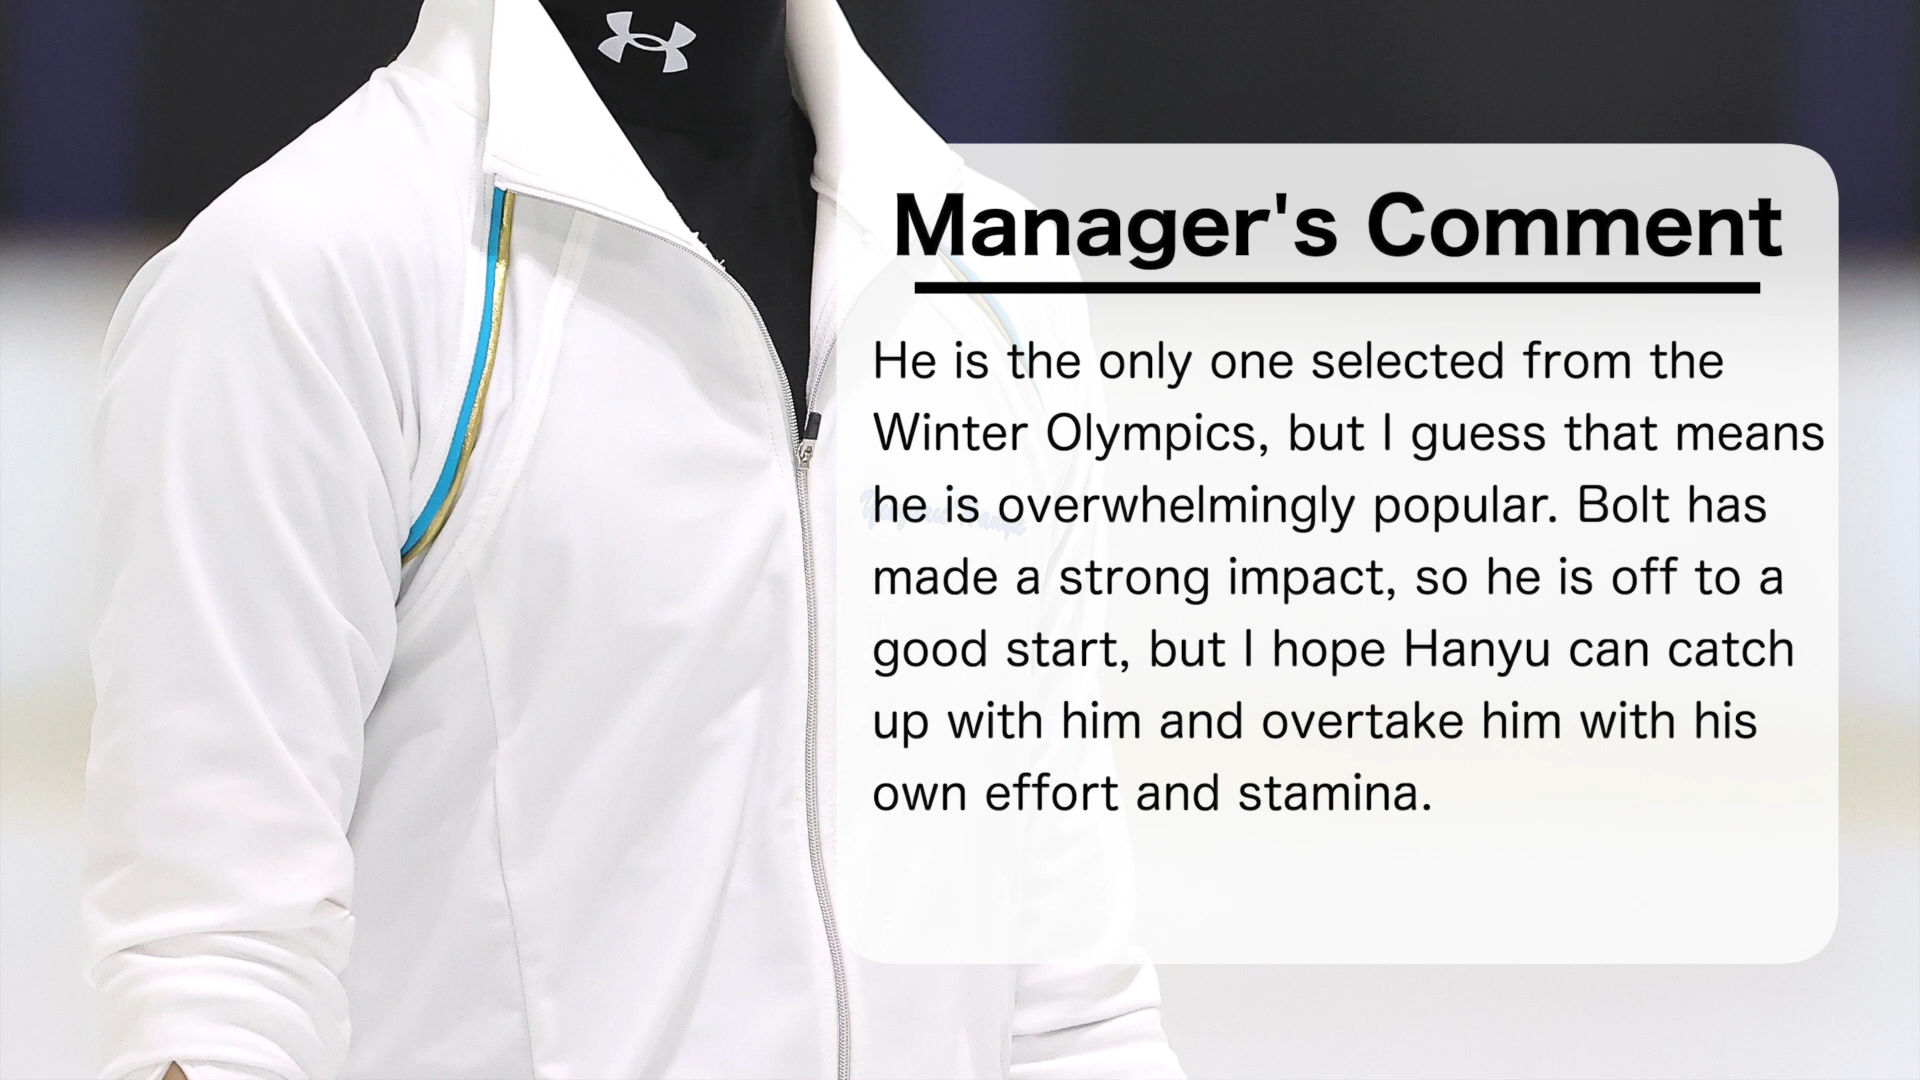 Manager's Comment
He is the only one selected from the
Winter Olympics, but I guess that means
he is overwhelmingly popular. Bolt has
made a strong impact, so he is off to a
good start, but I hope Hanyu can catch
up with him and overtake him with his
own effort and stamina.